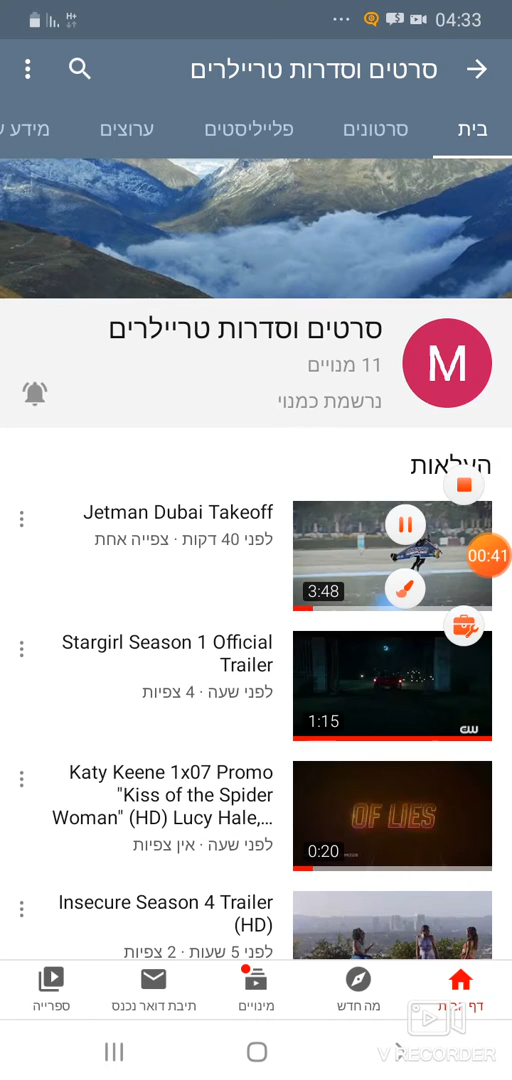 H+
04:33
סרטים וסדרות טריילרים
בית
סרטונים
פלייליסטים
ערוצים
מידע
סרטים וסדרות טריילרים
M
11 מנויים
נרשמת כמנוי
העלאות
Jetman Dubai Takeoff
לפני 40 דקות · צפייה אחת
3:48
00:41
Stargirl Season 1 Official
Trailer
לפני שעה · 4 צפיות
1:15
CW
Katy Keene 1x07 Promo
"Kiss of the Spider
Woman" (HD) Lucy Hale,...
לפני שעה · אין צפיות
OF LIES
0:20
Insecure Season 4 Trailer
(HD)
לפני 5 שעות · 2 צפיות
דף הבית
מה חדש
מינויים
תיבת דואר נכנס
ספרייה
V RECORDER